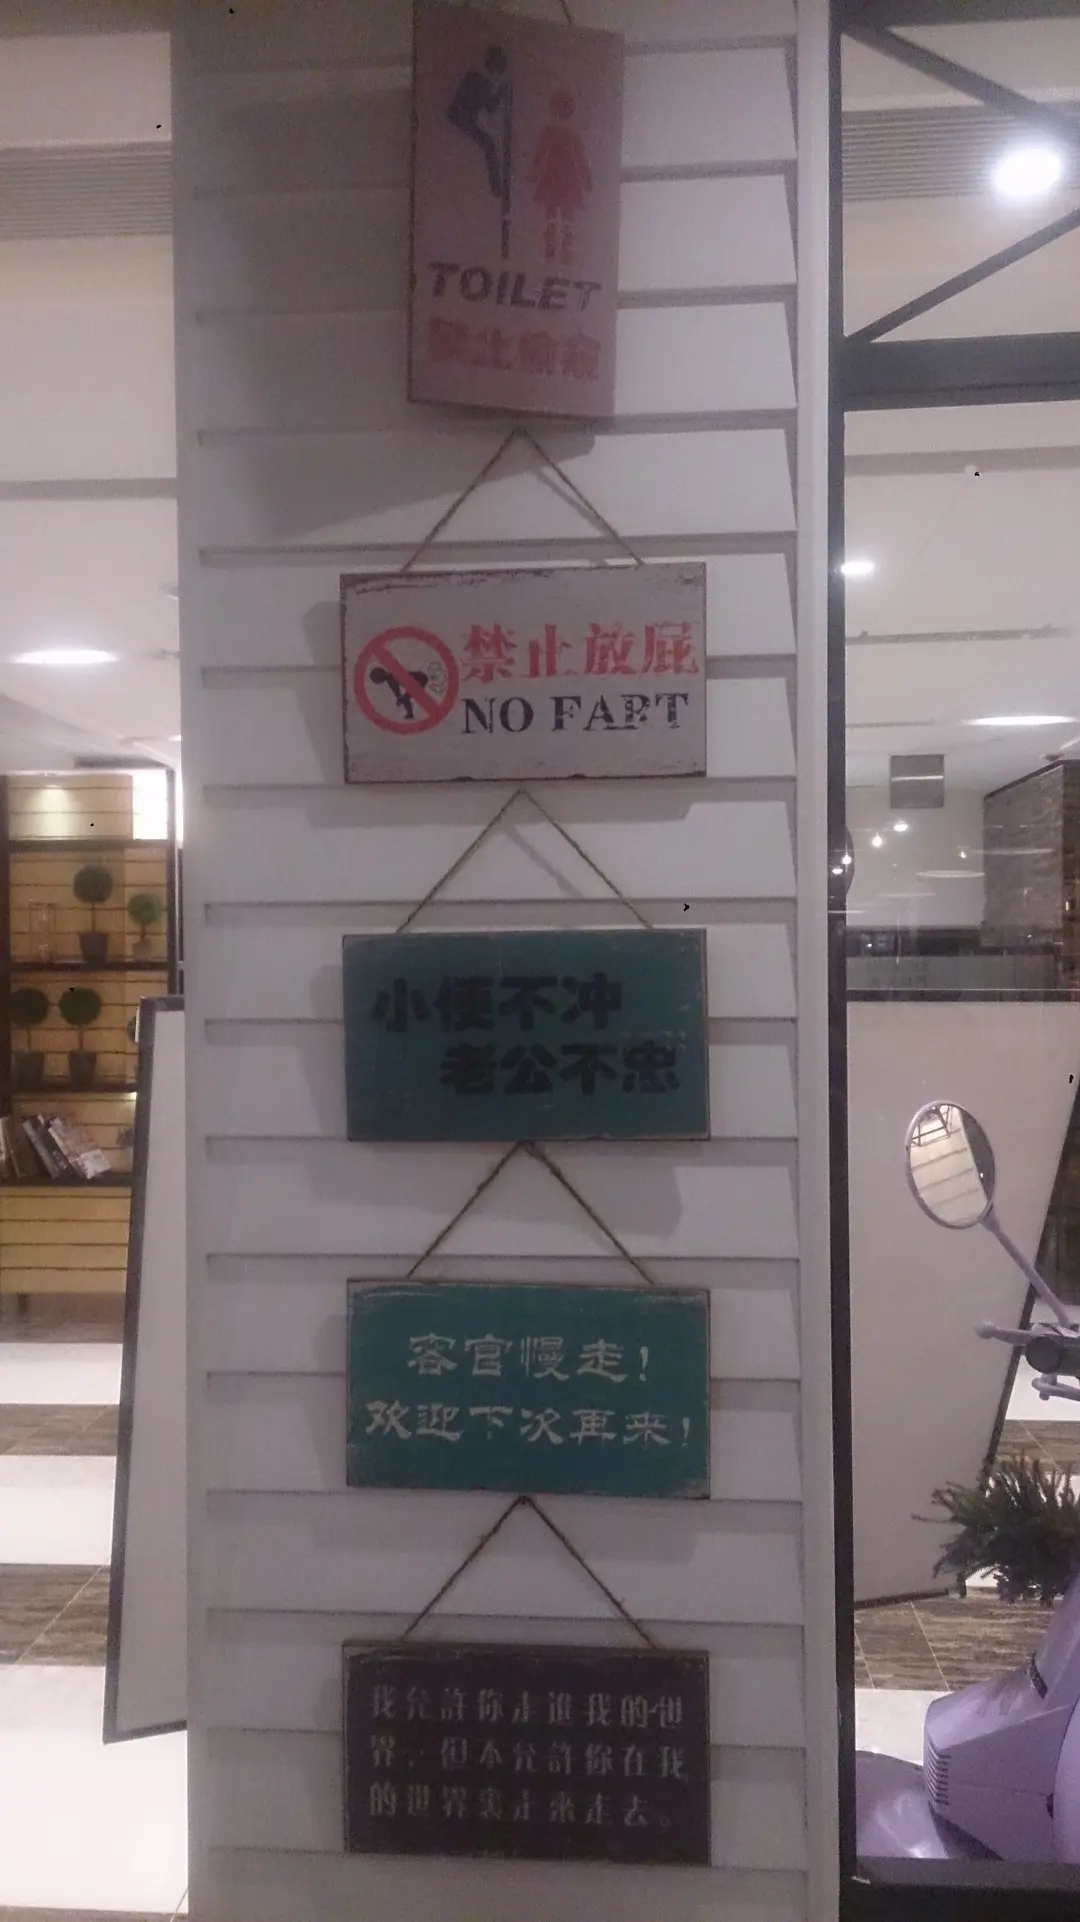 TOILET
禁止偷窥
禁止放屁
NO FART
小便不冲
老公不忠
客官慢走!
欢迎下次再来!
我允許你走進我的世
界，但不允許你在我
的世界裏走來走去。